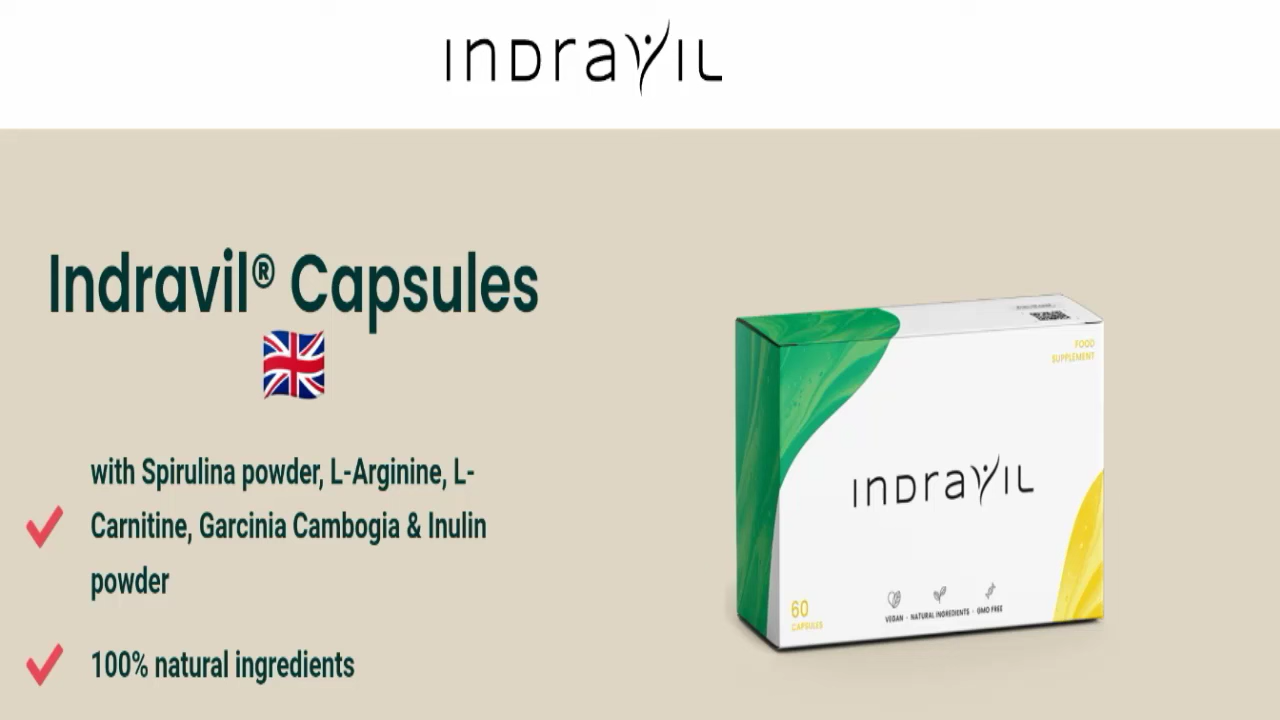 INDRAVIL
Indravil® Capsules
with Spirulina powder, L-Arginine, L-
Carnitine, Garcinia Cambogia & Inulin
powder
100% natural ingredients
FOOD
SUPPLEMENT
INDRAVIL
60
CAPSULES
VEGAN · NATURAL INGREDIENTS · GMO FREE